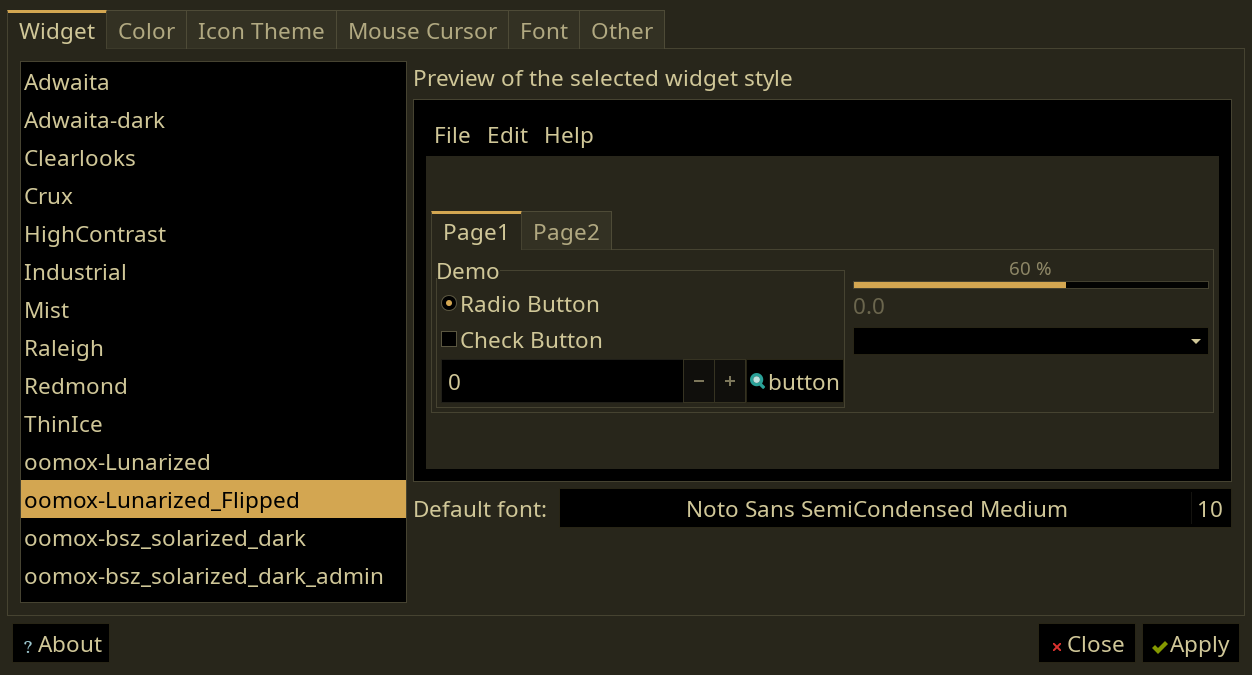 Widget Color Icon Theme Mouse Cursor Font Other
Adwaita
Adwaita-dark
Clearlooks
Crux
HighContrast
Industrial
Mist
Raleigh
Redmond
ThinIce
oomox-Lunarized
oomox-Lunarized_Flipped
oomox-bsz_solarized_dark
oomox-bsz_solarized_dark_admin
Preview of the selected widget style
File Edit Help
Page1 Page2
Demo
Radio Button
Check Button
0 − + button
60 %
0.0
Default font: Noto Sans SemiCondensed Medium 10
? About Close Apply